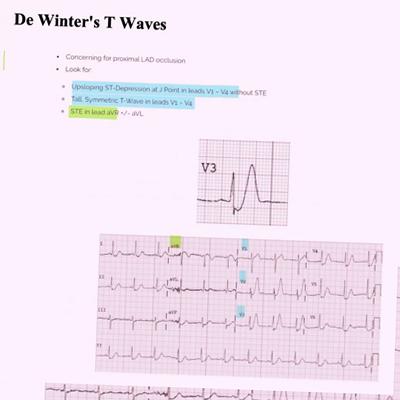 De Winter's T Waves
Concerning for proximal LAD occlusion
Look for:
Upsloping ST-Depression at J Point in leads V1 - V4 without STE
Tall, Symmetric T-Wave in leads V1 - V4
STE in lead aVR +/- aVL
V3
I
aVR
V1
V4
II
aVL
V2
V5
III
aVF
V3
V6